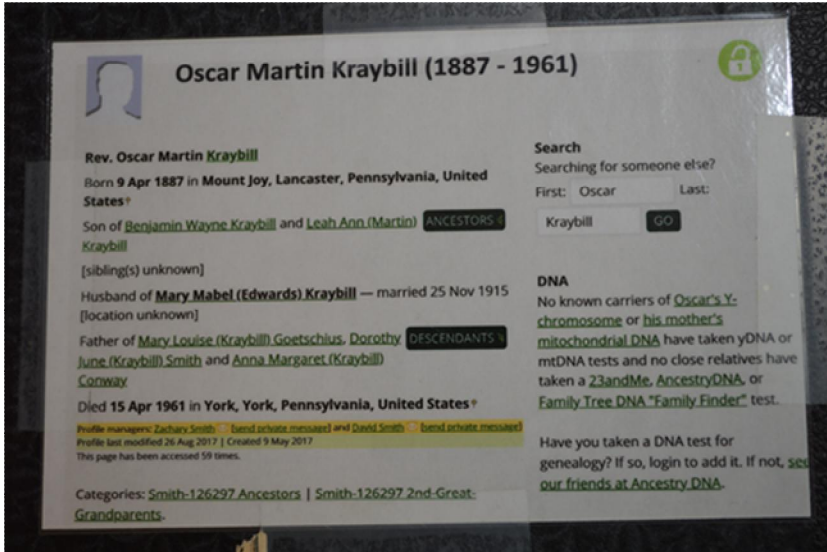 Oscar Martin Kraybill (1887 - 1961)
Rev. Oscar Martin Kraybill
Born 9 Apr 1887 in Mount Joy, Lancaster, Pennsylvania, United
States
Son of Benjamin Wayne Kraybill and Leah Ann (Martin) ANCESTORS
Kraybill
[sibling(s) unknown]
Husband of Mary Mabel (Edwards) Kraybill — married 25 Nov 1915
[location unknown]
Father of Mary Louise (Kraybill) Goetschius, Dorothy DESCENDANTS
June (Kraybill) Smith and Anna Margaret (Kraybill)
Conway
Died 15 Apr 1961 in York, York, Pennsylvania, United States
Profile managers: Zachary Smith [send private message] and David Smith [send private message]
Profile last modified 26 Aug 2017 | Created 9 May 2017
This page has been accessed 59 times.
Categories: Smith-126297 Ancestors | Smith-126297 2nd-Great-
Grandparents.
Search
Searching for someone else?
First: Oscar Last:
Kraybill GO
DNA
No known carriers of Oscar's Y-
chromosome or his mother's
mitochondrial DNA have taken yDNA or
mtDNA tests and no close relatives have
taken a 23andMe, AncestryDNA, or
Family Tree DNA "Family Finder" test.
Have you taken a DNA test for
genealogy? If so, login to add it. If not, see
our friends at Ancestry DNA.